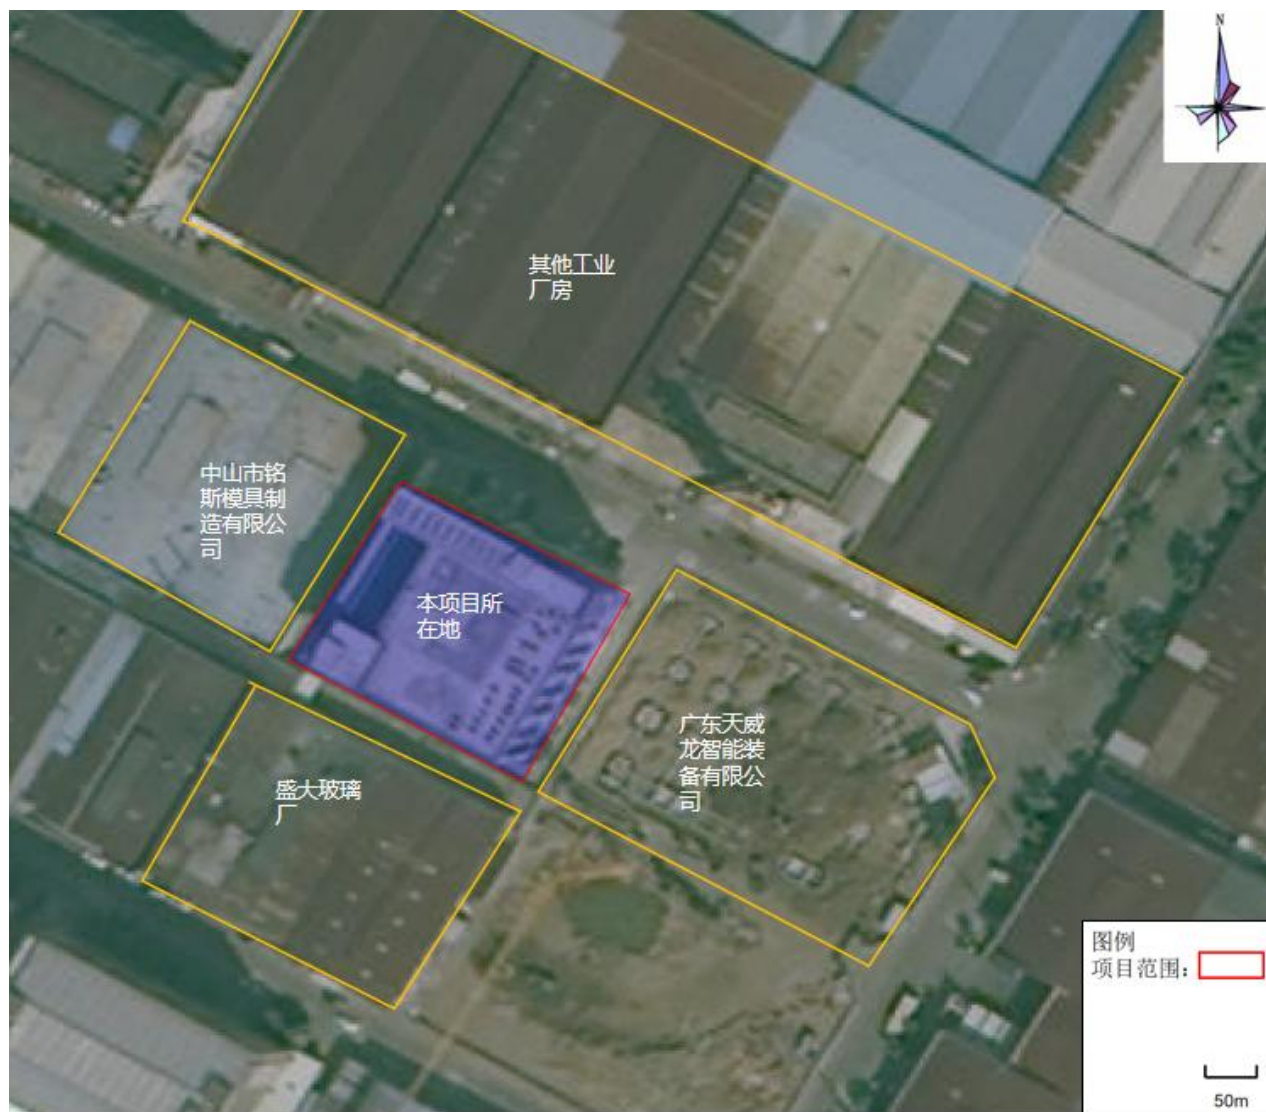 N
其他工业
厂房
中山市铭
斯模具制
造有限公
司
本项目所
在地
广东天威
龙智能装
备有限公
司
盛大玻璃
厂
图例
项目范围：
50m